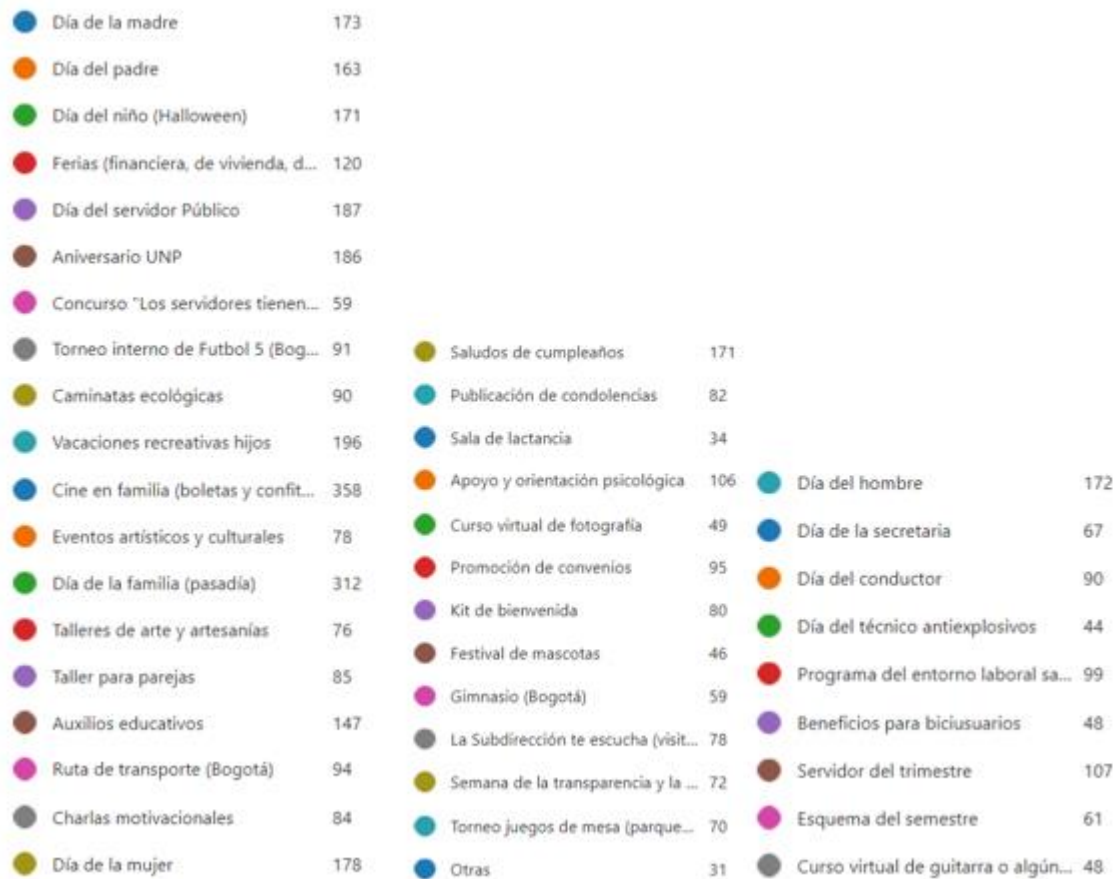 Día de la madre 173
Día del padre 163
Día del niño (Halloween) 171
Ferias (financiera, de vivienda, d... 120
Día del servidor Público 187
Aniversario UNP 186
Concurso "Los servidores tienen... 59
Torneo interno de Futbol 5 (Bog... 91
Caminatas ecológicas 90
Vacaciones recreativas hijos 196
Cine en familia (boletas y confit... 358
Eventos artísticos y culturales 78
Día de la familia (pasadía) 312
Talleres de arte y artesanías 76
Taller para parejas 85
Auxilios educativos 147
Ruta de transporte (Bogotá) 94
Charlas motivacionales 84
Día de la mujer 178
Saludos de cumpleaños 171
Publicación de condolencias 82
Sala de lactancia 34
Apoyo y orientación psicológica 106
Curso virtual de fotografía 49
Promoción de convenios 95
Kit de bienvenida 80
Festival de mascotas 46
Gimnasio (Bogotá) 59
La Subdirección te escucha (visit... 78
Semana de la transparencia y la ... 72
Torneo juegos de mesa (parque... 70
Otras 31
Día del hombre 172
Día de la secretaria 67
Día del conductor 90
Día del técnico antiexplosivos 44
Programa del entorno laboral sa... 99
Beneficios para biciusuarios 48
Servidor del trimestre 107
Esquema del semestre 61
Curso virtual de guitarra o algún... 48